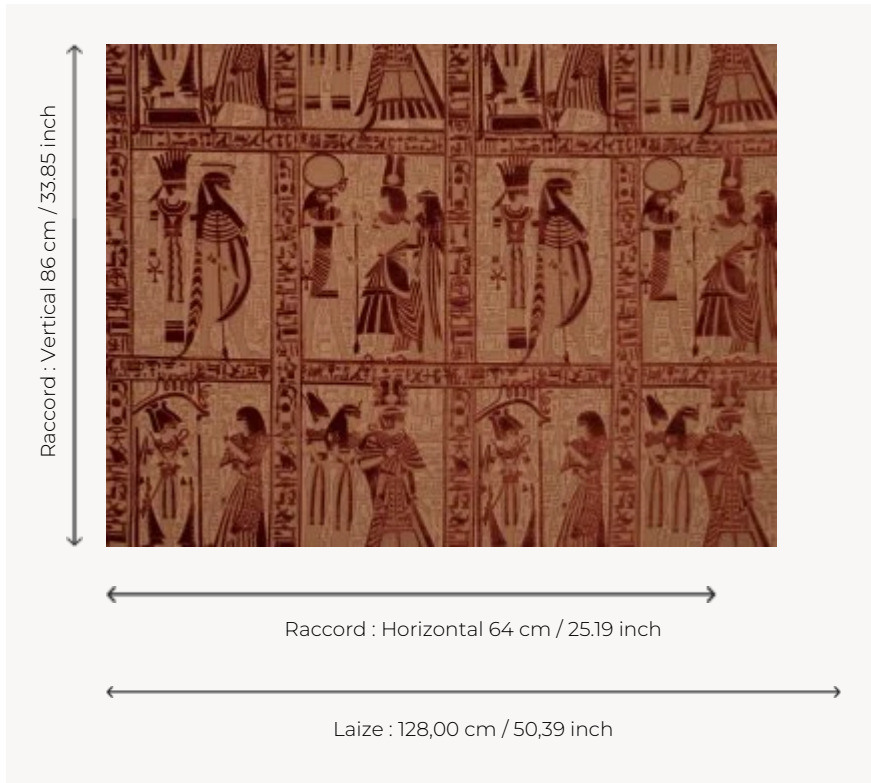 Raccord : Vertical 86 cm / 33.85 inch
Raccord : Horizontal 64 cm / 25.19 inch
Laize : 128,00 cm / 50,39 inch